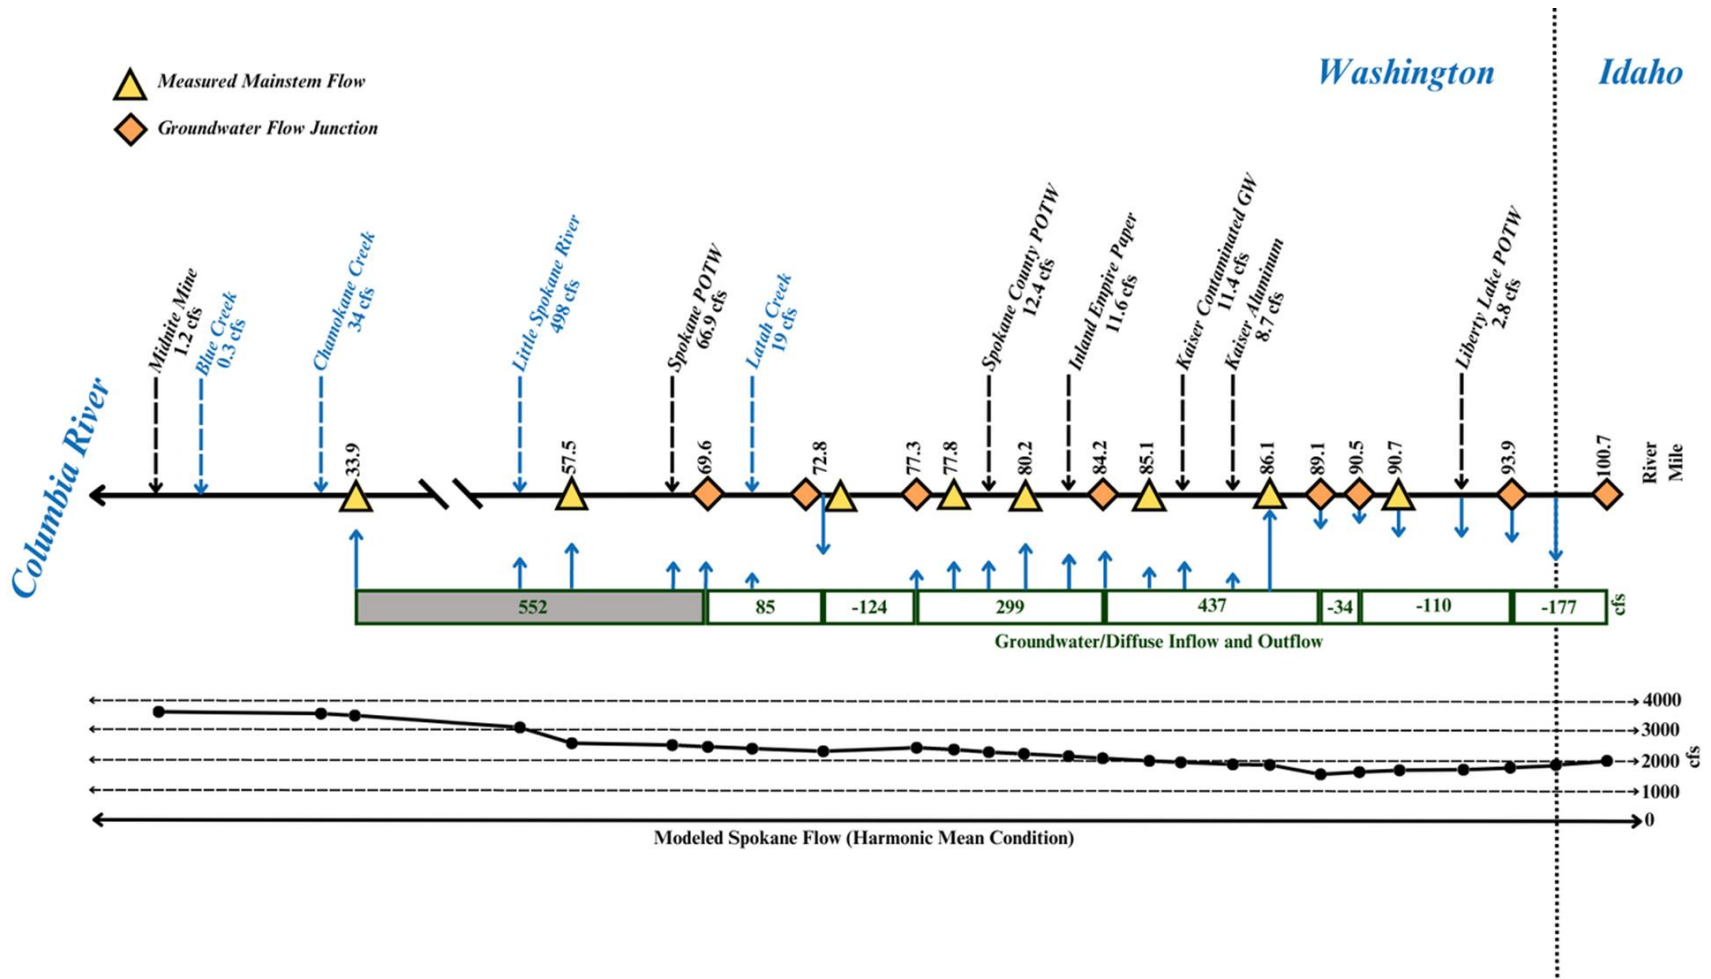 Washington
Idaho
Measured Mainstem Flow
Groundwater Flow Junction
Midnite Mine
1.2 cfs
Blue Creek
0.3 cfs
Chamokane Creek
34 cfs
Little Spokane River
498 cfs
Spokane POTW
66.9 cfs
Latah Creek
19 cfs
Spokane County POTW
12.4 cfs
Inland Empire Paper
11.6 cfs
Kaiser Contaminated GW
11.4 cfs
Kaiser Aluminum
8.7 cfs
Liberty Lake POTW
2.8 cfs
Columbia River
33.9
57.5
69.6
72.8
77.3
77.8
80.2
84.2
85.1
86.1
89.1
90.5
90.7
93.9
100.7
River
Mile
552
85
-124
299
437
-34
-110
-177
cfs
Groundwater/Diffuse Inflow and Outflow
4000
3000
2000
1000
0
cfs
Modeled Spokane Flow (Harmonic Mean Condition)